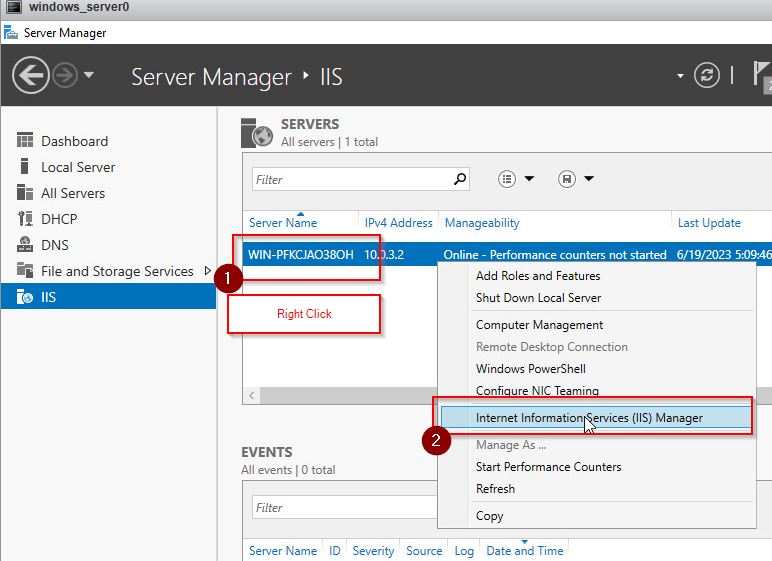 windows_server0
Server Manager
Server Manager • IIS
2
Dashboard
Local Server
All Servers
DHCP
DNS
File and Storage Services
IIS
SERVERS
All servers | 1 total
Filter
Server Name IPv4 Address Manageability Last Update
WIN-PFKCJAO38OH 10.0.3.2 Online - Performance counters not started 6/19/2023 5:09:46
1
Right Click
Add Roles and Features
Shut Down Local Server
Computer Management
Remote Desktop Connection
Windows PowerShell
Configure NIC Teaming
Internet Information Services (IIS) Manager
2
Manage As ...
Start Performance Counters
Refresh
Copy
EVENTS
All events | 0 total
Filter
Server Name ID Severity Source Log Date and Time